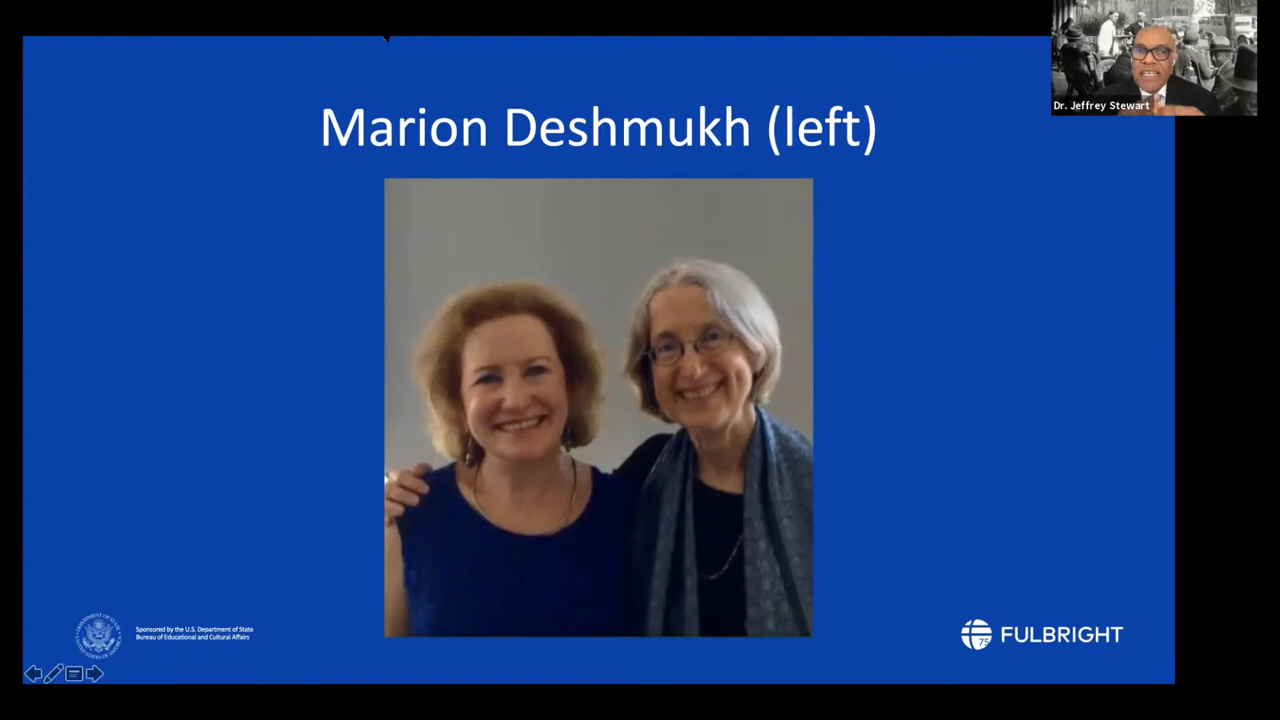 Marion Deshmukh (left)
Dr. Jeffrey Stewart
Sponsored by the U.S. Department of State
Bureau of Educational and Cultural Affairs
75
FULBRIGHT